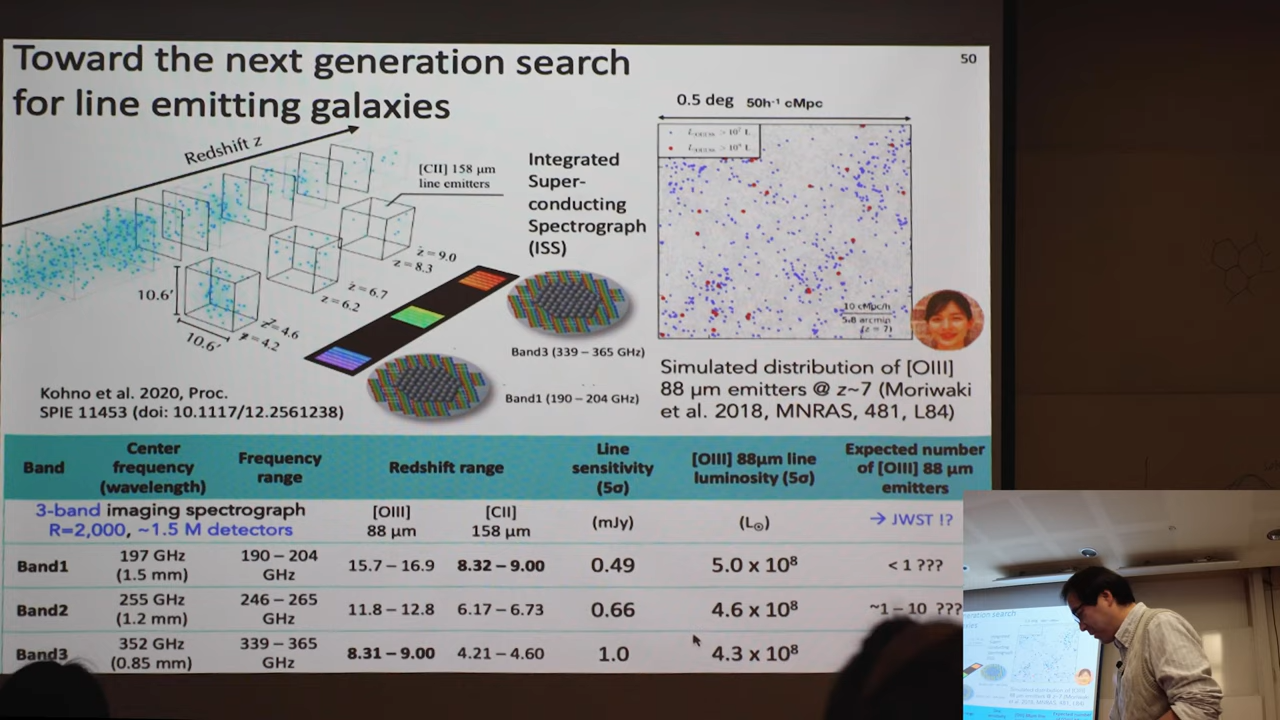 Toward the next generation search
for line emitting galaxies
50
Redshift z
[CII] 158 μm
line emitters
z=9.0
z=8.3
z=6.7
z=6.2
z=4.6
z=4.2
10.6′
10.6′
Integrated
Super-
conducting
Spectrograph
(ISS)
Band3 (339 – 365 GHz)
Band1 (190 – 204 GHz)
Kohno et al. 2020, Proc.
SPIE 11453 (doi: 10.1117/12.2561238)
0.5 deg 50h⁻¹ cMpc
10 cMpc/h
5.8 arcmin
(z = 7)
Simulated distribution of [OIII]
88 μm emitters @ z~7 (Moriwaki
et al. 2018, MNRAS, 481, L84)
Band
Center
frequency
(wavelength)
Frequency
range
Redshift range
Line
sensitivity
(5σ)
[OIII] 88μm line
luminosity (5σ)
Expected number
of [OIII] 88 μm
emitters
3-band imaging spectrograph
R=2,000, ~1.5 M detectors
[OIII]
88 μm
[CII]
158 μm
(mJy)
(L⊙)
→ JWST !?
Band1
197 GHz
(1.5 mm)
190 – 204
GHz
15.7 – 16.9
8.32 – 9.00
0.49
5.0 x 10⁸
< 1 ???
Band2
255 GHz
(1.2 mm)
246 – 265
GHz
11.8 – 12.8
6.17 – 6.73
0.66
4.6 x 10⁸
~1 – 10 ???
Band3
352 GHz
(0.85 mm)
339 – 365
GHz
8.31 – 9.00
4.21 – 4.60
1.0
4.3 x 10⁸